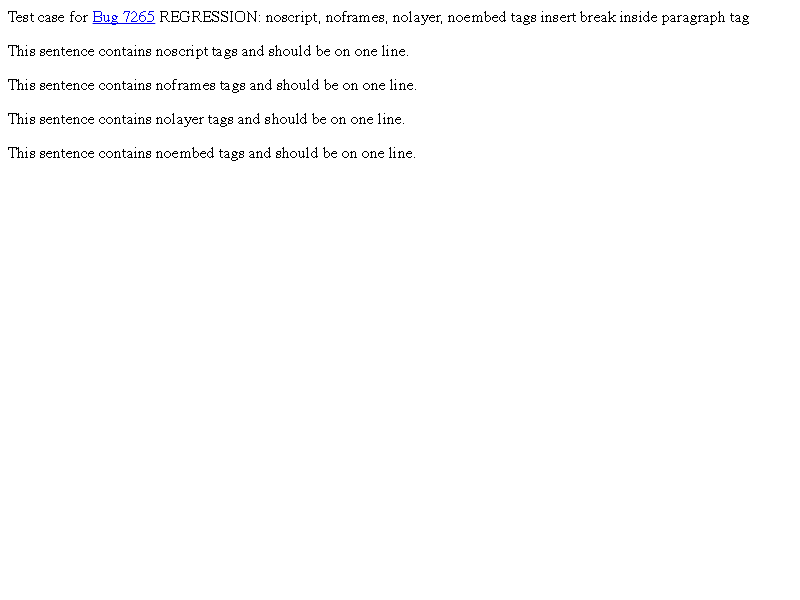 Test case for Bug 7265 REGRESSION: noscript, noframes, nolayer, noembed tags insert break inside paragraph tag
This sentence contains noscript tags and should be on one line.
This sentence contains noframes tags and should be on one line.
This sentence contains nolayer tags and should be on one line.
This sentence contains noembed tags and should be on one line.